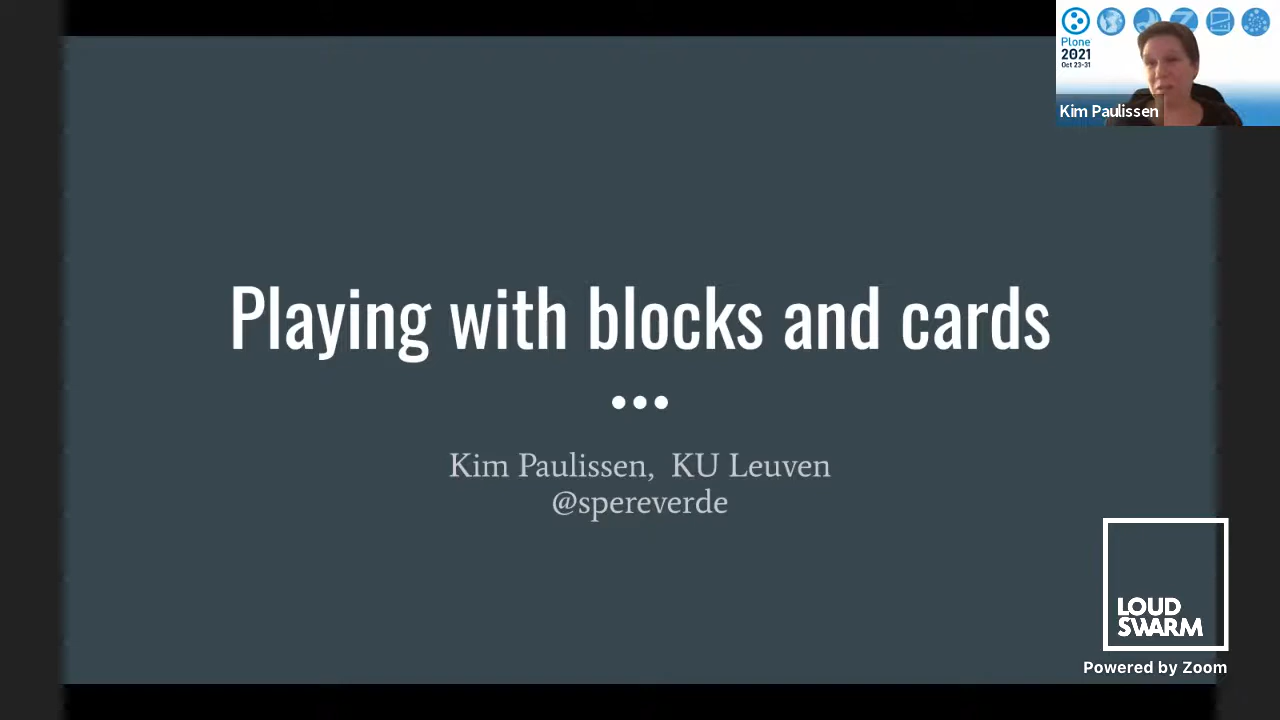 Plone
2021
Oct 23-31
Kim Paulissen
Playing with blocks and cards
Kim Paulissen, KU Leuven
@spereverde
LOUD
SWARM
Powered by Zoom